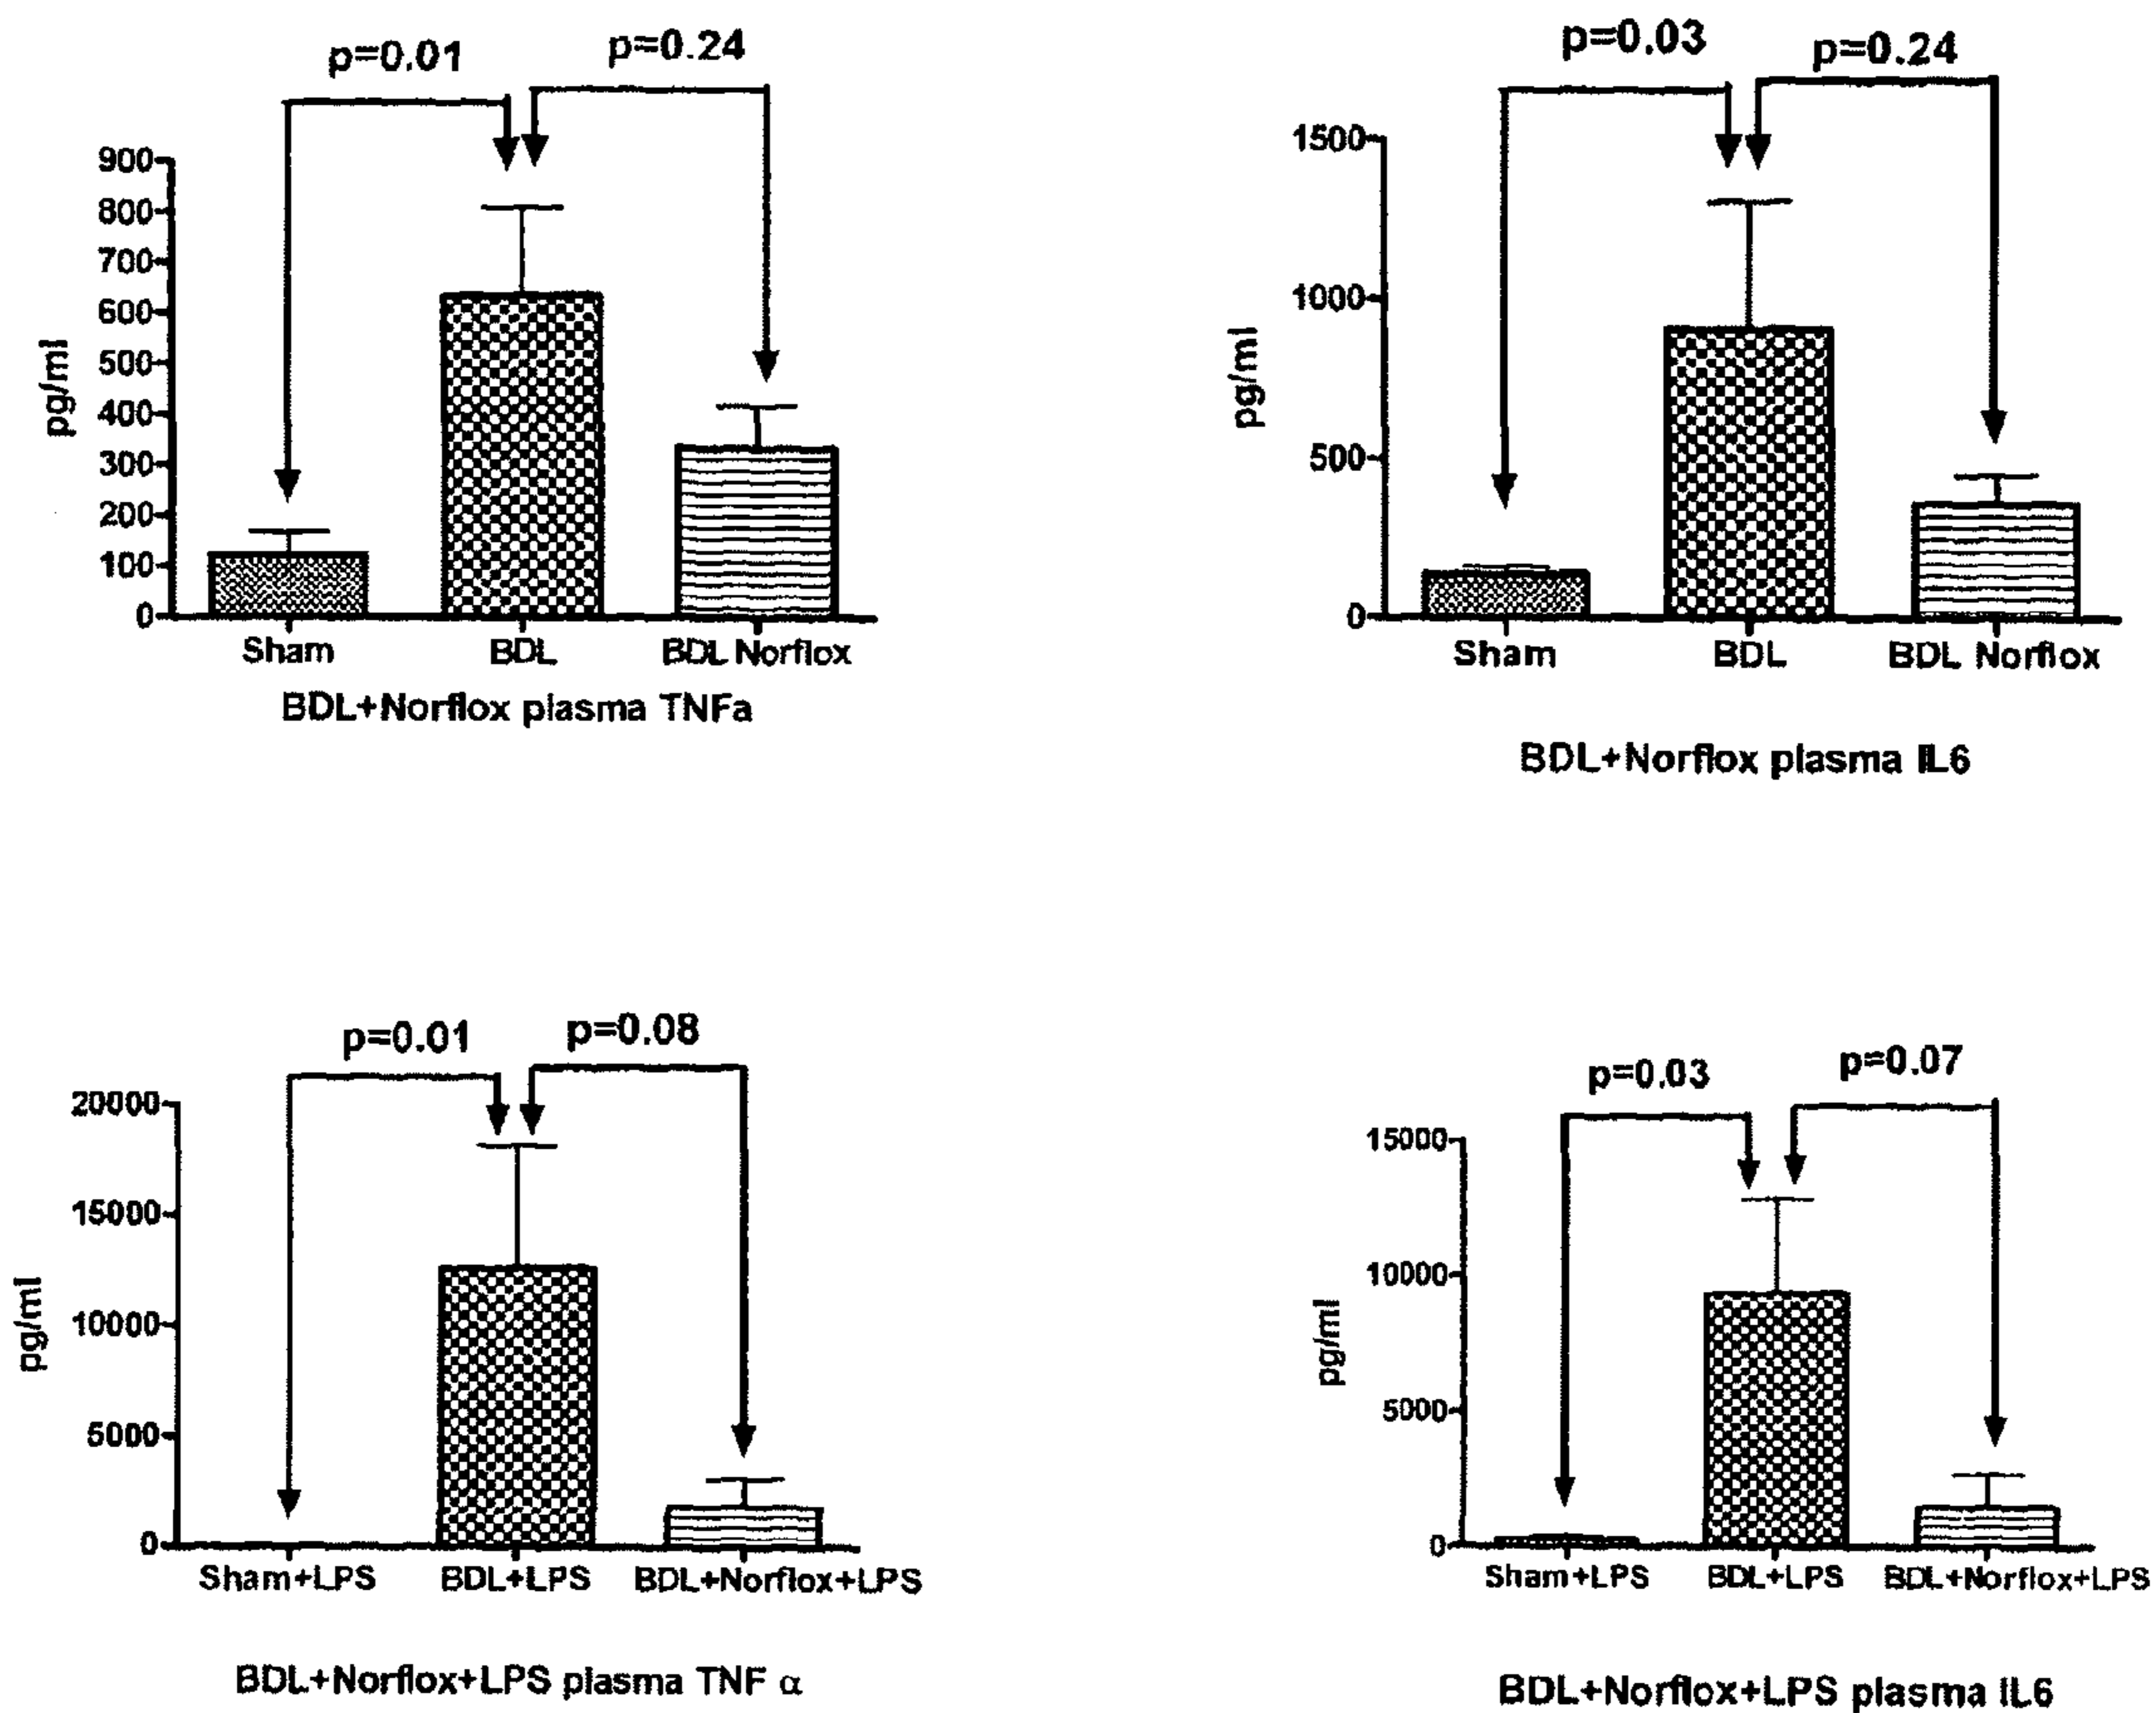 p=0.01
p=0.24
900
800
700
600
500
400
300
200
100
0
pg/ml
Sham
BDL
BDL Norflox
BDL+Norflox plasma TNFa
p=0.03
p=0.24
1500
1000
500
0
pg/ml
Sham
BDL
BDL Norflox
BDL+Norflox plasma IL6
p=0.01
p=0.08
20000
15000
10000
5000
0
pg/ml
Sham+LPS
BDL+LPS
BDL+Norflox+LPS
BDL+Norflox+LPS plasma TNF α
p=0.03
p=0.07
15000
10000
5000
0
pg/ml
Sham+LPS
BDL+LPS
BDL+Norflox+LPS
BDL+Norflox+LPS plasma IL6